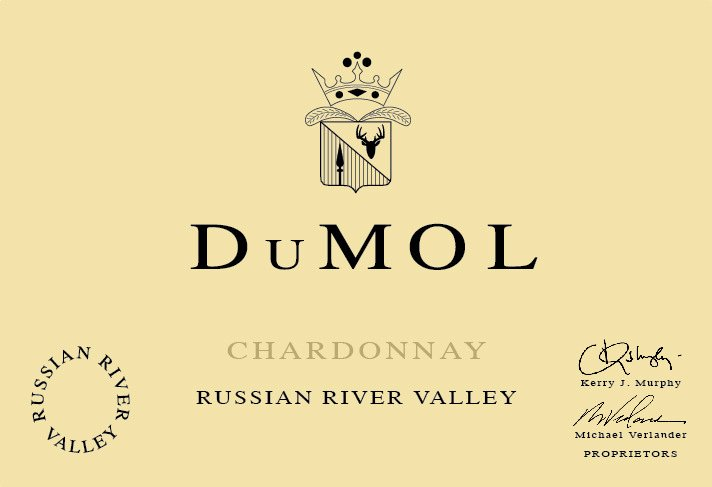 DuMOL
CHARDONNAY
RUSSIAN RIVER VALLEY
RUSSIAN RIVER VALLEY
Kerry J. Murphy
Michael Verlander
PROPRIETORS